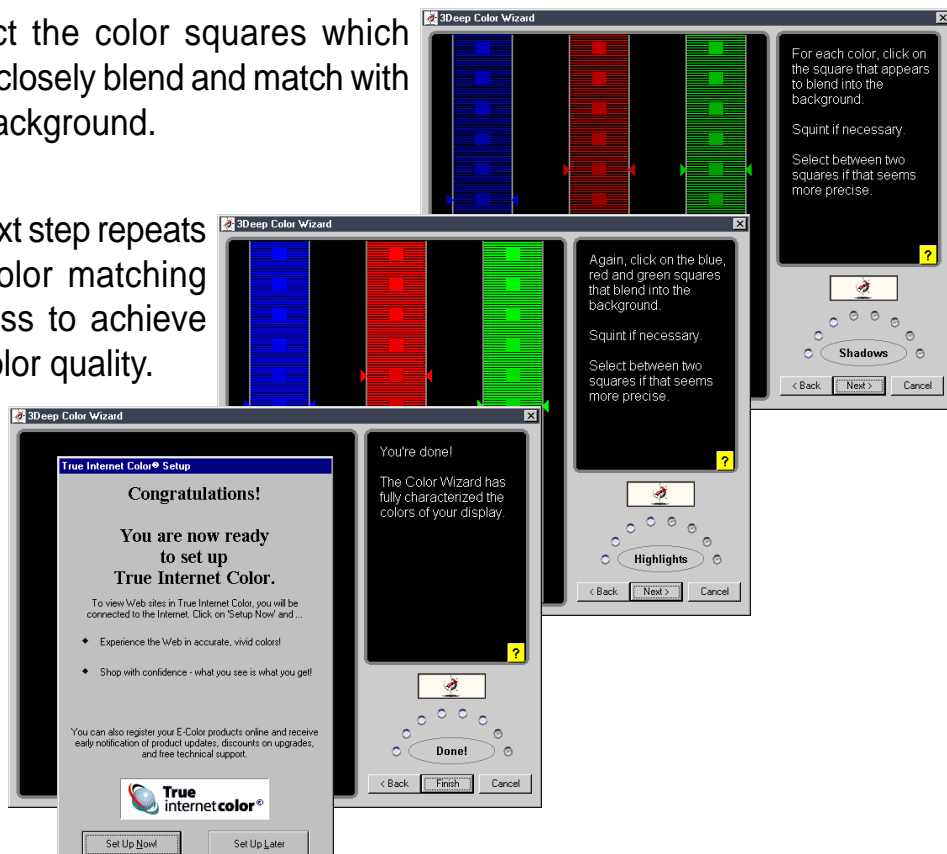 ct the color squares which
closely blend and match with
ackground.
xt step repeats
olor matching
ss to achieve
olor quality.
3Deep Color Wizard
For each color, click on
the square that appears
to blend into the
background.
Squint if necessary.
Select between two
squares if that seems
more precise.
?
Shadows
< Back
Next >
Cancel
3Deep Color Wizard
Again, click on the blue,
red and green squares
that blend into the
background.
Squint if necessary.
Select between two
squares if that seems
more precise.
?
Highlights
< Back
Next >
Cancel
3Deep Color Wizard
True Internet Color® Setup
Congratulations!
You are now ready
to set up
True Internet Color.
To view Web sites in True Internet Color, you will be
connected to the Internet. Click on 'Setup Now' and ...
Experience the Web in accurate, vivid colors!
Shop with confidence - what you see is what you get!
You can also register your E-Color products online and receive
early notification of product updates, discounts on upgrades,
and free technical support.
True
internetcolor®
Set Up Now!
Set Up Later
You're done!
The Color Wizard has
fully characterized the
colors of your display.
?
Done!
< Back
Finish
Cancel